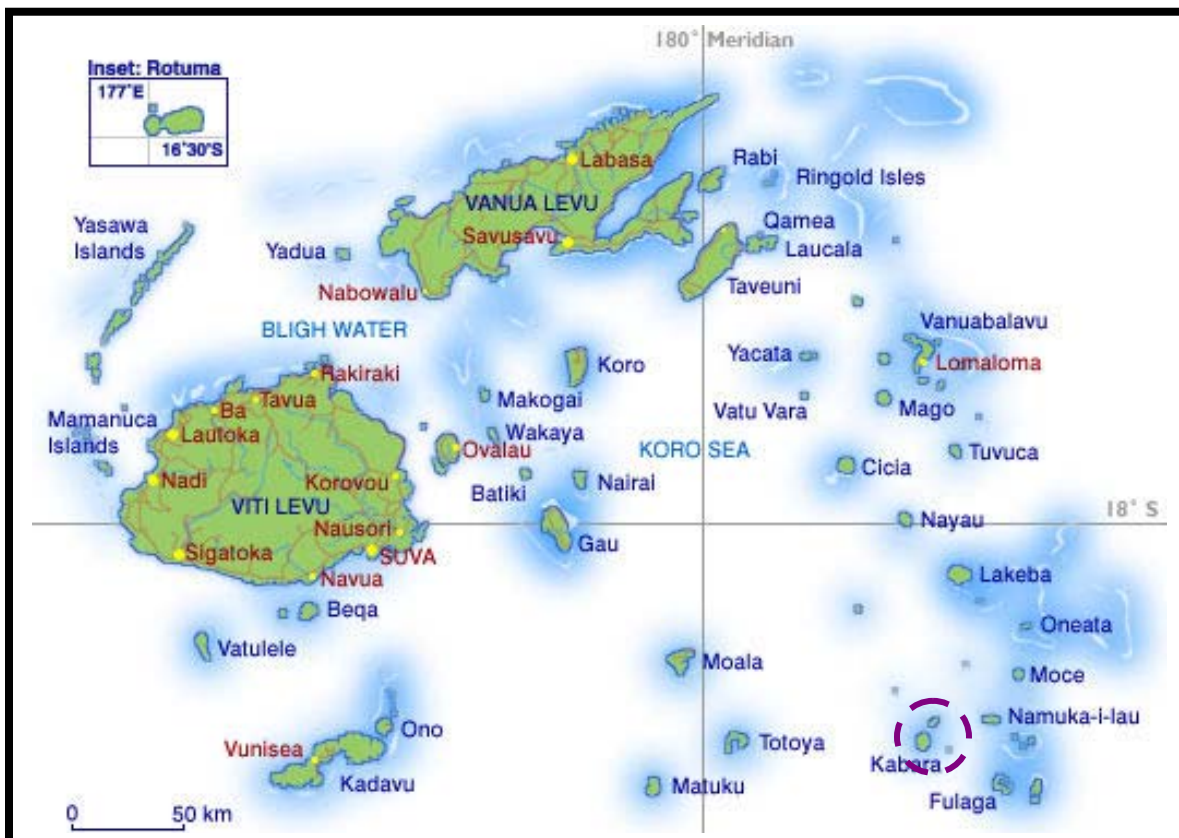 180° Meridian
Inset: Rotuma
177°E
16°30'S
Labasa
Rabi
Ringold Isles
VANUA LEVU
Yasawa
Islands
Qamea
Savusavu
Laucala
Yadua
Taveuni
Nabowalu
Vanuabalavu
BLIGH WATER
Yacata
Lomaloma
Koro
Rakiraki
Makogai
Vatu Vara
Mago
Tavua
Ba
Mamanuca
Islands
Lautoka
Wakaya
Ovalau
KORO SEA
Tuvuca
Cicia
Nadi
Korovou
Batiki
Nairai
VITI LEVU
18° S
Nayau
Nausori
Gau
Sigatoka
SUVA
Navua
Lakeba
Beqa
Oneata
Vatulele
Moala
Moce
Ono
Namuka-i-lau
Vunisea
Totoya
Kabara
Kadavu
Matuku
Fulaga
0 50 km